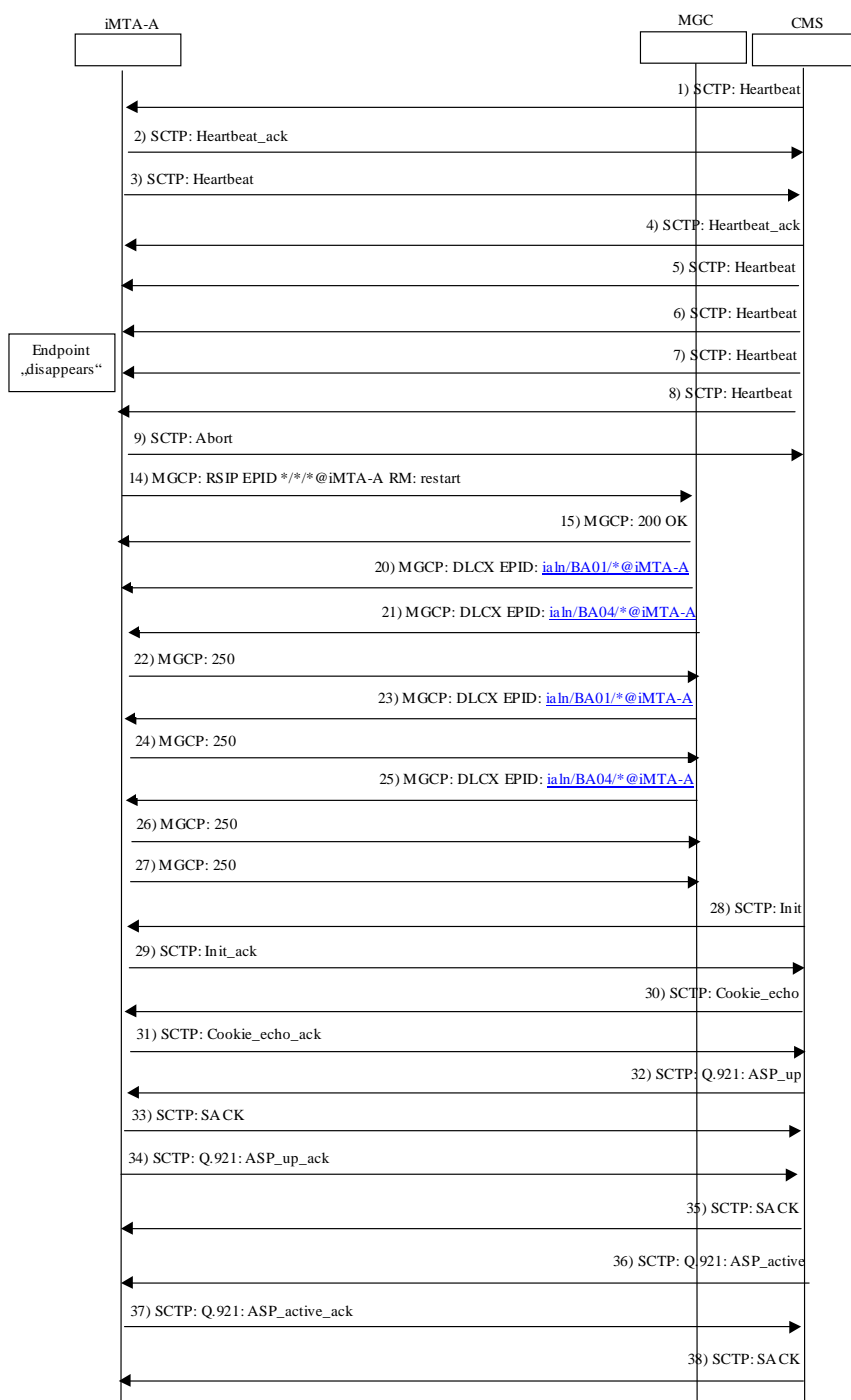 iMTA-A
MGC
CMS
1) SCTP: Heartbeat
2) SCTP: Heartbeat_ack
3) SCTP: Heartbeat
4) SCTP: Heartbeat_ack
5) SCTP: Heartbeat
6) SCTP: Heartbeat
Endpoint
„disappears“
7) SCTP: Heartbeat
8) SCTP: Heartbeat
9) SCTP: Abort
14) MGCP: RSIP EPID */*/*@iMTA-A RM: restart
15) MGCP: 200 OK
20) MGCP: DLCX EPID: ialn/BA01/*@iMTA-A
21) MGCP: DLCX EPID: ialn/BA04/*@iMTA-A
22) MGCP: 250
23) MGCP: DLCX EPID: ialn/BA01/*@iMTA-A
24) MGCP: 250
25) MGCP: DLCX EPID: ialn/BA04/*@iMTA-A
26) MGCP: 250
27) MGCP: 250
28) SCTP: Init
29) SCTP: Init_ack
30) SCTP: Cookie_echo
31) SCTP: Cookie_echo_ack
32) SCTP: Q.921: ASP_up
33) SCTP: SACK
34) SCTP: Q.921: ASP_up_ack
35) SCTP: SACK
36) SCTP: Q.921: ASP_active
37) SCTP: Q.921: ASP_active_ack
38) SCTP: SACK